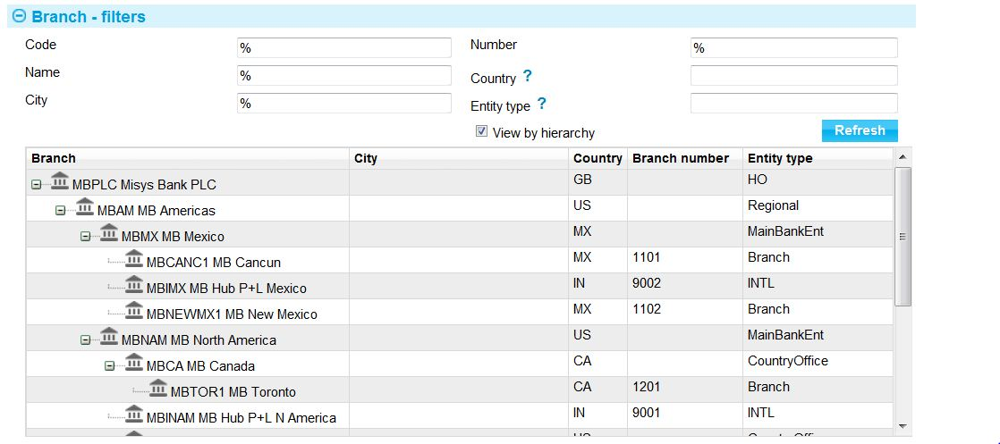 Branch - filters
Code % Number %
Name % Country ?
City % Entity type ?
View by hierarchy Refresh
Branch City Country Branch number Entity type
MBPLC Misys Bank PLC GB HO
MBAM MB Americas US Regional
MBMX MB Mexico MX MainBankEnt
MBCANC1 MB Cancun MX 1101 Branch
MBIMX MB Hub P+L Mexico IN 9002 INTL
MBNEWMX1 MB New Mexico MX 1102 Branch
MBNAM MB North America US MainBankEnt
MBCA MB Canada CA CountryOffice
MBTOR1 MB Toronto CA 1201 Branch
MBINAM MB Hub P+L N America IN 9001 INTL